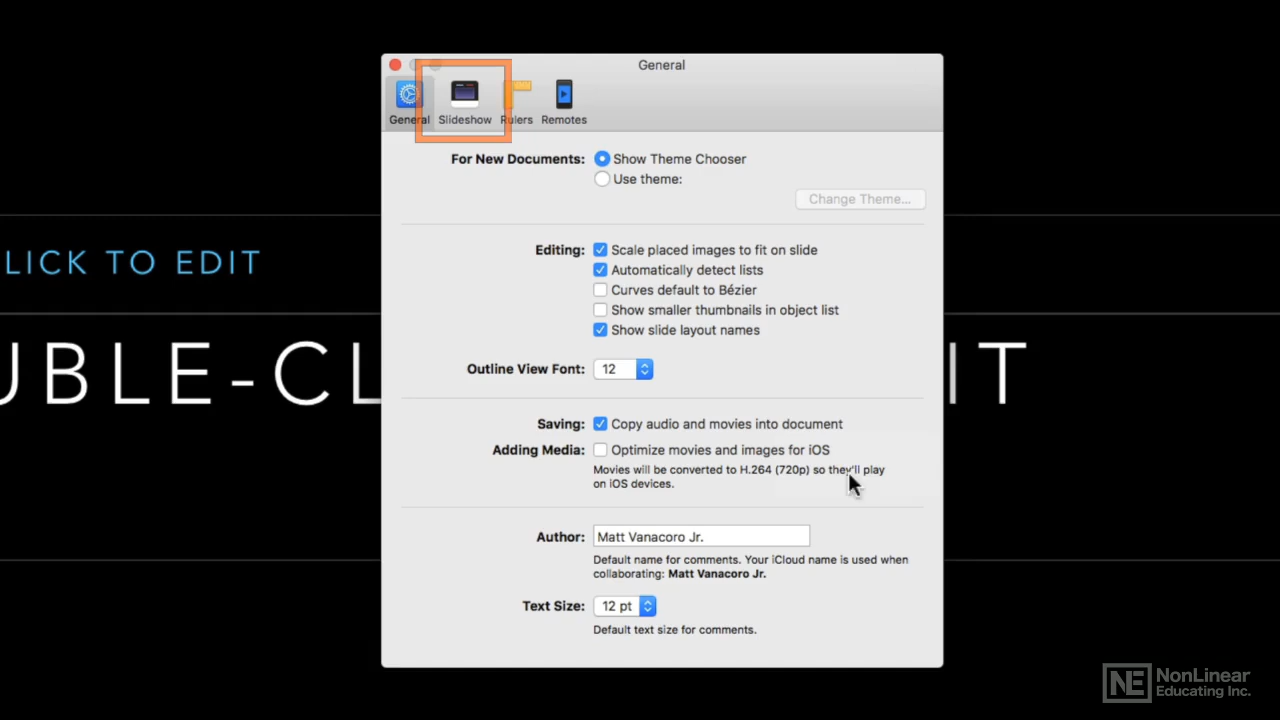 General
General Slideshow Rulers Remotes
For New Documents: Show Theme Chooser
Use theme:
Change Theme...
LICK TO EDIT
Editing: Scale placed images to fit on slide
Automatically detect lists
Curves default to Bézier
Show smaller thumbnails in object list
Show slide layout names
UBLE-CL IT
Outline View Font: 12
Saving: Copy audio and movies into document
Adding Media: Optimize movies and images for iOS
Movies will be converted to H.264 (720p) so they'll play
on iOS devices.
Author: Matt Vanacoro Jr.
Default name for comments. Your iCloud name is used when
collaborating: Matt Vanacoro Jr.
Text Size: 12 pt
Default text size for comments.
NE NonLinear
Educating Inc.